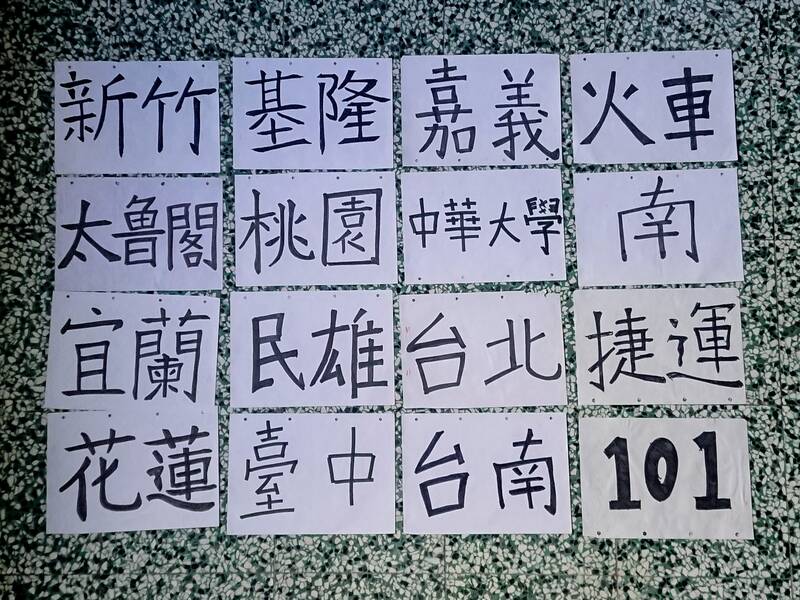 新竹 基隆 嘉義 火車
太魯閣 桃園 中華大學 南
宜蘭 民雄 台北 捷運
花蓮 臺中 台南 101